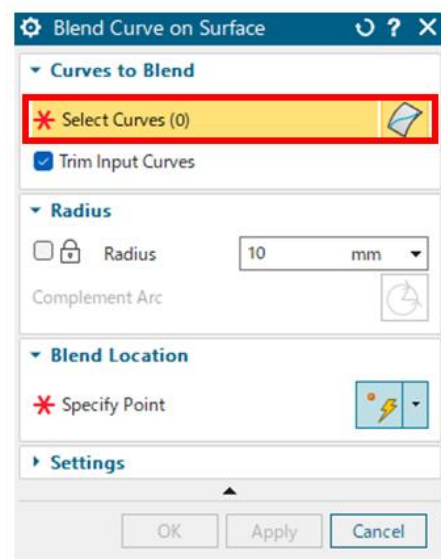 Blend Curve on Surface ?
Curves to Blend
Select Curves (0)
Trim Input Curves
Radius
Radius 10 mm
Complement Arc
Blend Location
Specify Point
Settings
OK Apply Cancel